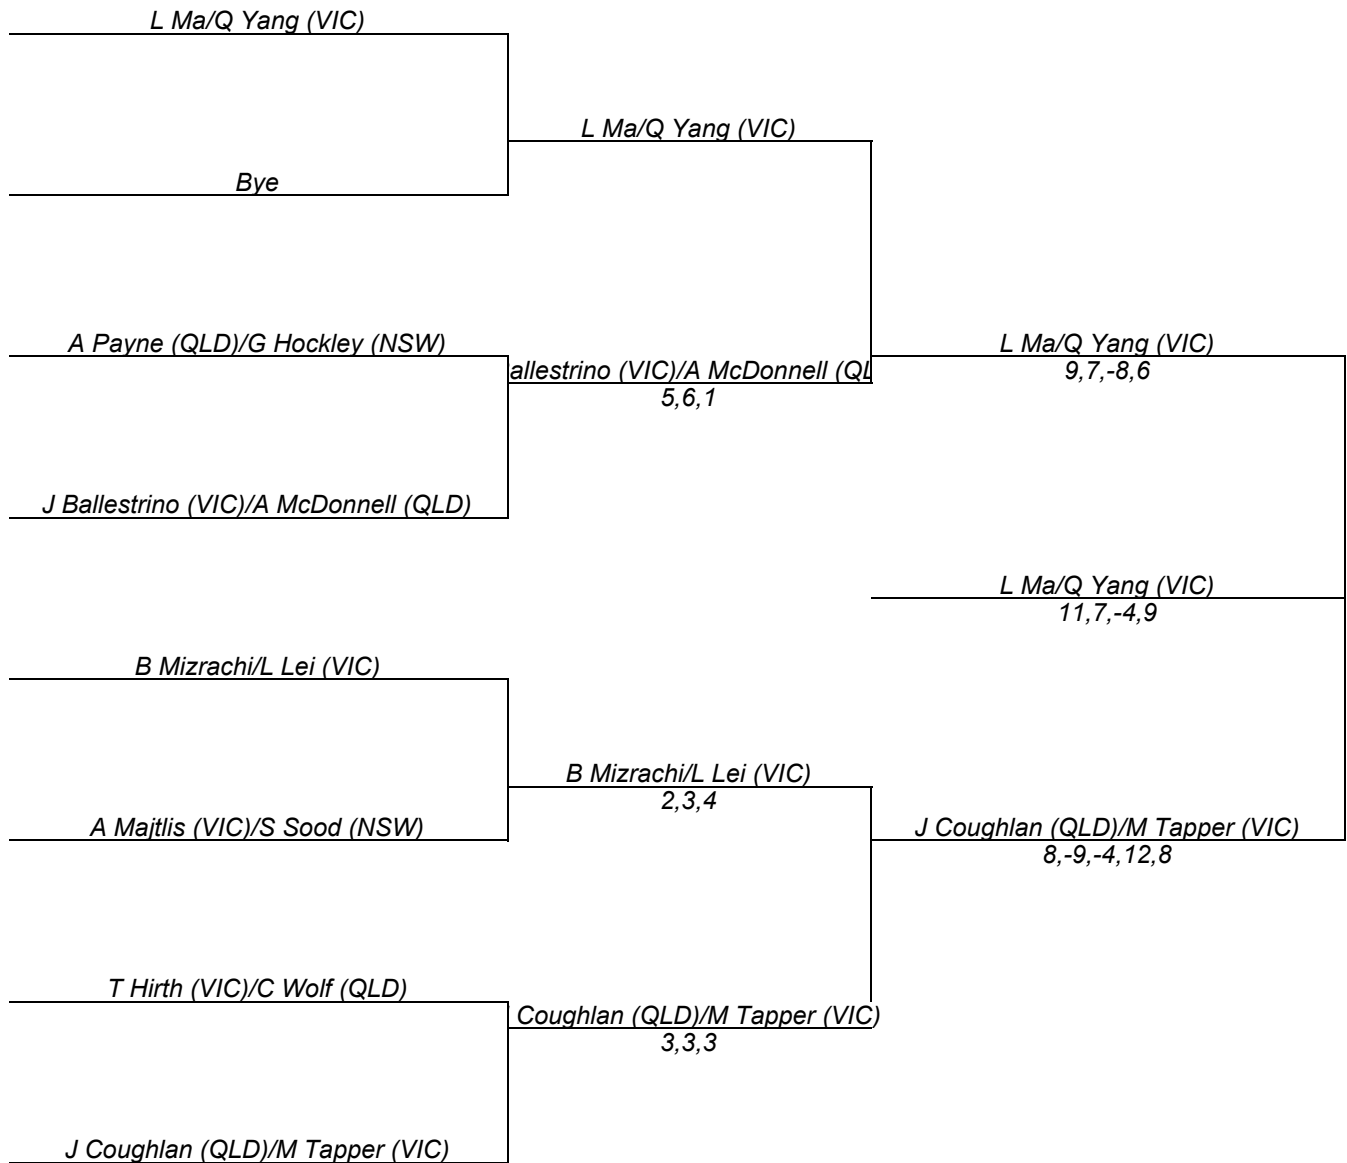 L Ma/Q Yang (VIC)
L Ma/Q Yang (VIC)
Bye
A Payne (QLD)/G Hockley (NSW)
L Ma/Q Yang (VIC)
allestrino (VIC)/A McDonnell (QL
9,7,-8,6
5,6,1
J Ballestrino (VIC)/A McDonnell (QLD)
L Ma/Q Yang (VIC)
11,7,-4,9
B Mizrachi/L Lei (VIC)
B Mizrachi/L Lei (VIC)
2,3,4
A Majtlis (VIC)/S Sood (NSW)
J Coughlan (QLD)/M Tapper (VIC)
8,-9,-4,12,8
T Hirth (VIC)/C Wolf (QLD)
Coughlan (QLD)/M Tapper (VIC)
3,3,3
J Coughlan (QLD)/M Tapper (VIC)